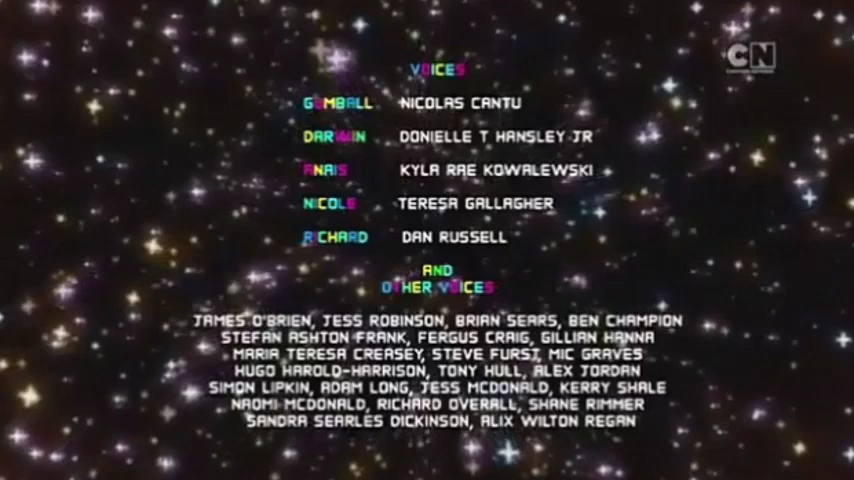 CN
CARTOON NETWORK
VOICES
GUMBALL NICOLAS CANTU
DARWIN DONIELLE T HANSLEY JR
ANAIS KYLA RAE KOWALEWSKI
NICOLE TERESA GALLAGHER
RICHARD DAN RUSSELL
AND
OTHER VOICES
JAMES O'BRIEN, JESS ROBINSON, BRIAN SEARS, BEN CHAMPION
STEFAN ASHTON FRANK, FERGUS CRAIG, GILLIAN HANNA
MARIA TERESA CREASEY, STEVE FURST, MIC GRAVES
HUGO HAROLD-HARRISON, TONY HULL, ALEX JORDAN
SIMON LIPKIN, ADAM LONG, JESS MCDONALD, KERRY SHALE
NAOMI MCDONALD, RICHARD OVERALL, SHANE RIMMER
SANDRA SEARLES DICKINSON, ALIX WILTON REGAN